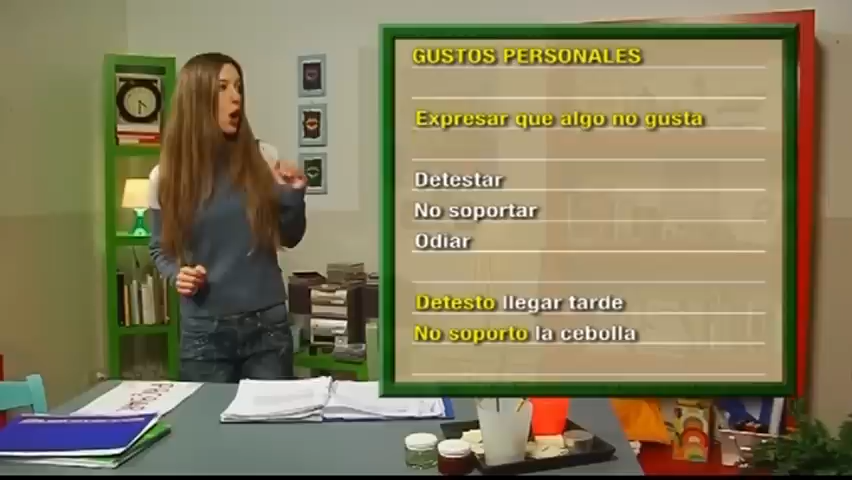 GUSTOS PERSONALES
Expresar que algo no gusta
Detestar
No soportar
Odiar
Detesto llegar tarde
No soporto la cebolla